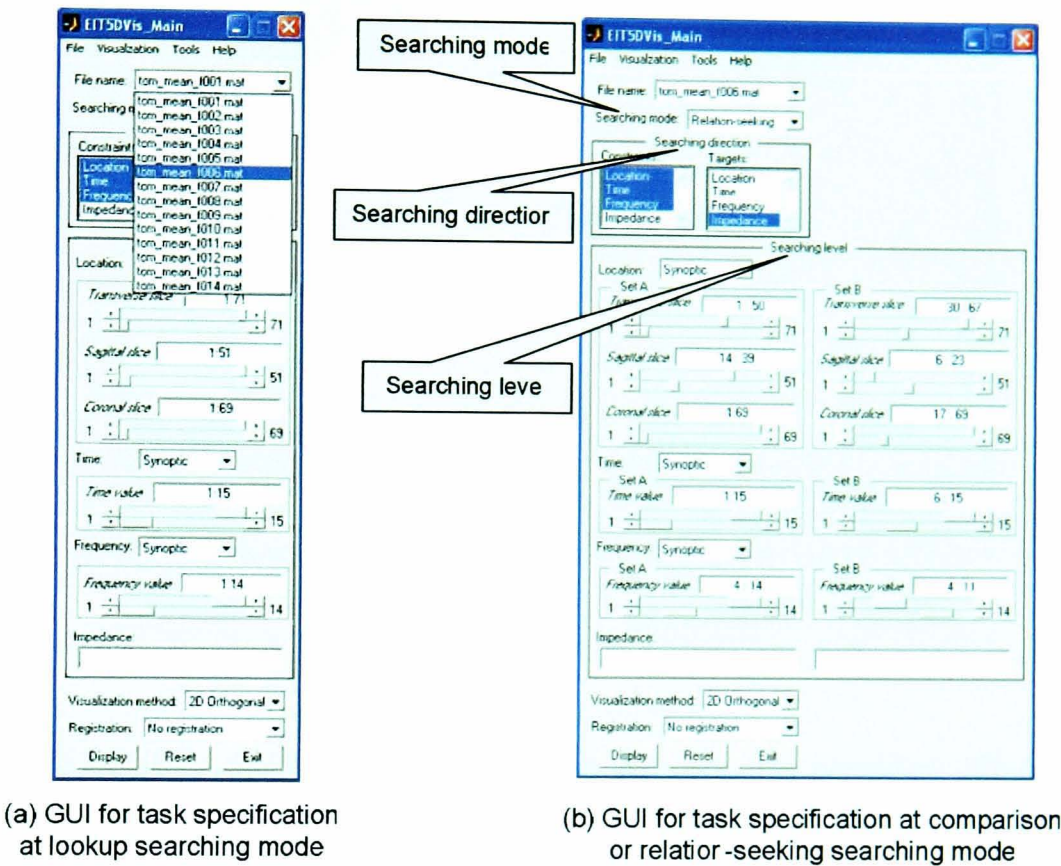 EIT5DVis_Main
File Visualization Tools Help
File name: tom_mean_f001.mat
Searching
tom_mean_f001.mat
tom_mean_f002.mat
tom_mean_f003.mat
tom_mean_f004.mat
tom_mean_f005.mat
tom_mean_f006.mat
tom_mean_f007.mat
tom_mean_f008.mat
tom_mean_f009.mat
tom_mean_f010.mat
tom_mean_f011.mat
tom_mean_f012.mat
tom_mean_f013.mat
tom_mean_f014.mat
Constraint
Location
Time
Frequency
Impedance
Location:
Transverse slice 1:71
1 71
Sagittal slice 1:51
1 51
Coronal slice 1:69
1 69
Time: Synoptic
Time value 1:15
1 15
Frequency: Synoptic
Frequency value 1:14
1 14
Impedance
Visualization method: 2D Orthogonal
Registration: No registration
Display Reset Exit
(a) GUI for task specification
at lookup searching mode
Searching mode
Searching direction
Searching leve
EIT5DVis_Main
File Visualization Tools Help
File name: tom_mean_f006.mat
Searching mode: Relation-seeking
Searching direction
Constraints Targets:
Location Location
Time Time
Frequency Frequency
Impedance Impedance
Searching level
Location: Synoptic
Set A Set B
Transverse slice 1:50 Transverse slice 30:67
1 71 1 71
Sagittal slice 14:39 Sagittal slice 6:23
1 51 1 51
Coronal slice 1:69 Coronal slice 17:69
1 69 1 69
Time: Synoptic
Set A Set B
Time value 1:15 Time value 6:15
1 15 1 15
Frequency: Synoptic
Set A Set B
Frequency value 4:14 Frequency value 4:11
1 14 1 14
Impedance
Visualization method: 2D Orthogonal
Registration: No registration
Display Reset Exit
(b) GUI for task specification at comparison
or relatior -seeking searching mode